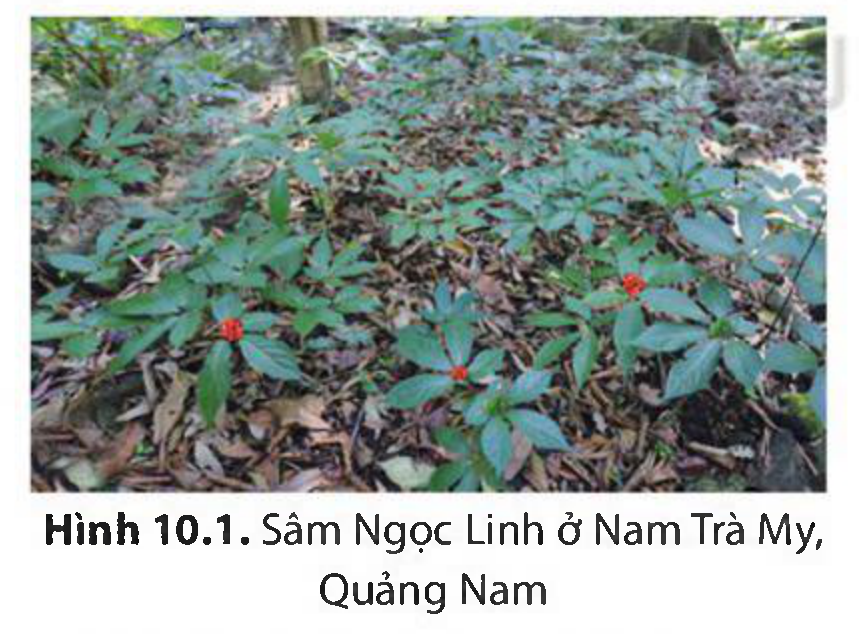 Hình 10.1. Sâm Ngọc Linh ở Nam Trà My,
Quảng Nam